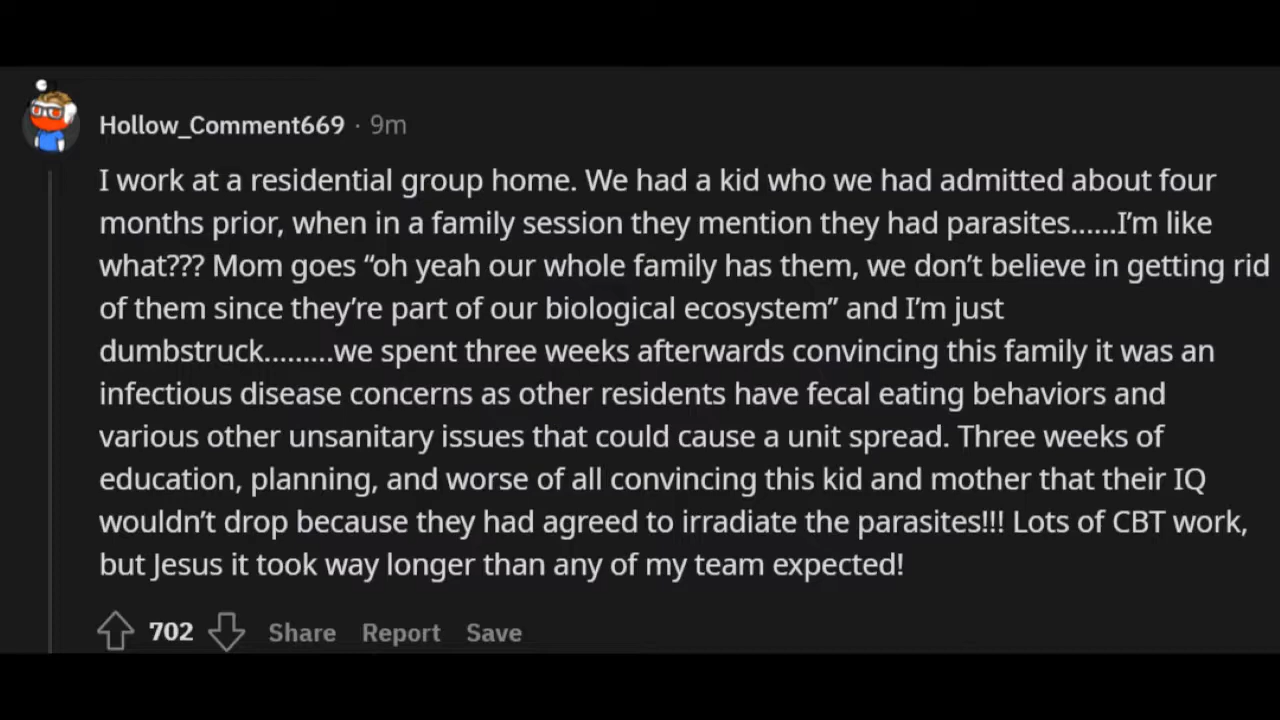 Hollow_Comment669 · 9m
I work at a residential group home. We had a kid who we had admitted about four
months prior, when in a family session they mention they had parasites......I’m like
what??? Mom goes “oh yeah our whole family has them, we don’t believe in getting rid
of them since they’re part of our biological ecosystem” and I’m just
dumbstruck.........we spent three weeks afterwards convincing this family it was an
infectious disease concerns as other residents have fecal eating behaviors and
various other unsanitary issues that could cause a unit spread. Three weeks of
education, planning, and worse of all convincing this kid and mother that their IQ
wouldn’t drop because they had agreed to irradiate the parasites!!! Lots of CBT work,
but Jesus it took way longer than any of my team expected!
702 Share Report Save